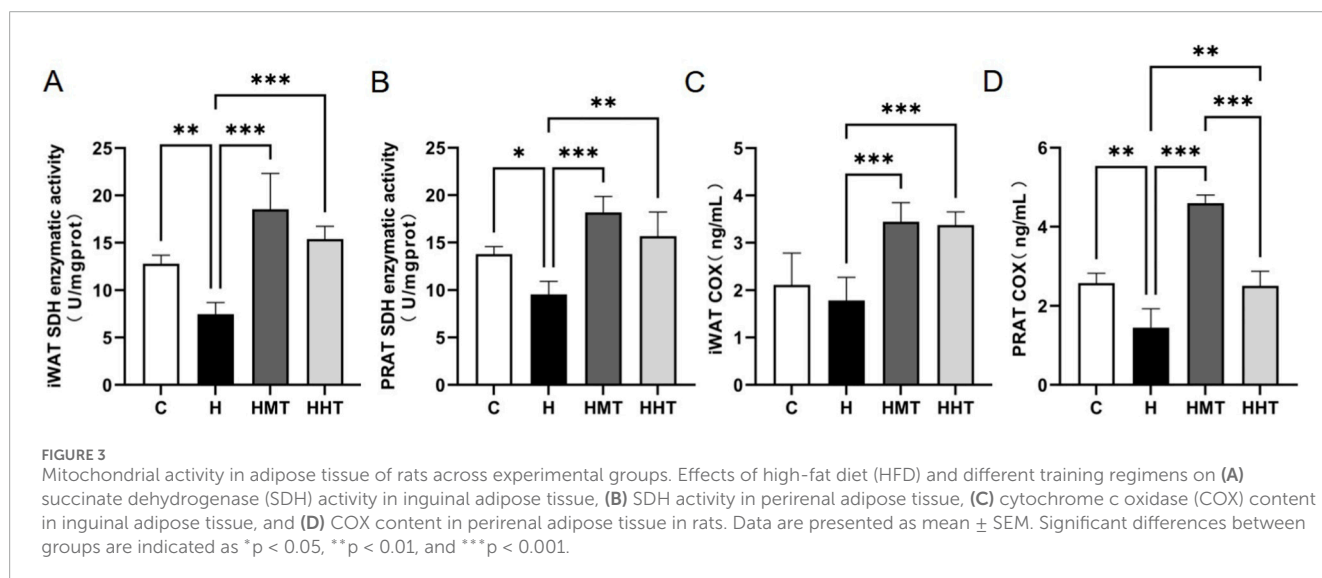 A
B
C
D
*** 
** ***
iWAT SDH enzymatic activity
( U/mgprot)
25
20
15
10
5
0
C H HMT HHT
**
* ***
PRAT SDH enzymatic activity
( U/mgprot)
25
20
15
10
5
0
C H HMT HHT
***
***
iWAT COX( ng/mL)
5
4
3
2
1
0
C H HMT HHT
**
***
** ***
PRAT COX( ng/mL)
6
4
2
0
C H HMT HHT
FIGURE 3
Mitochondrial activity in adipose tissue of rats across experimental groups. Effects of high-fat diet (HFD) and different training regimens on (A)
succinate dehydrogenase (SDH) activity in inguinal adipose tissue, (B) SDH activity in perirenal adipose tissue, (C) cytochrome c oxidase (COX) content
in inguinal adipose tissue, and (D) COX content in perirenal adipose tissue in rats. Data are presented as mean ± SEM. Significant differences between
groups are indicated as *p < 0.05, **p < 0.01, and ***p < 0.001.